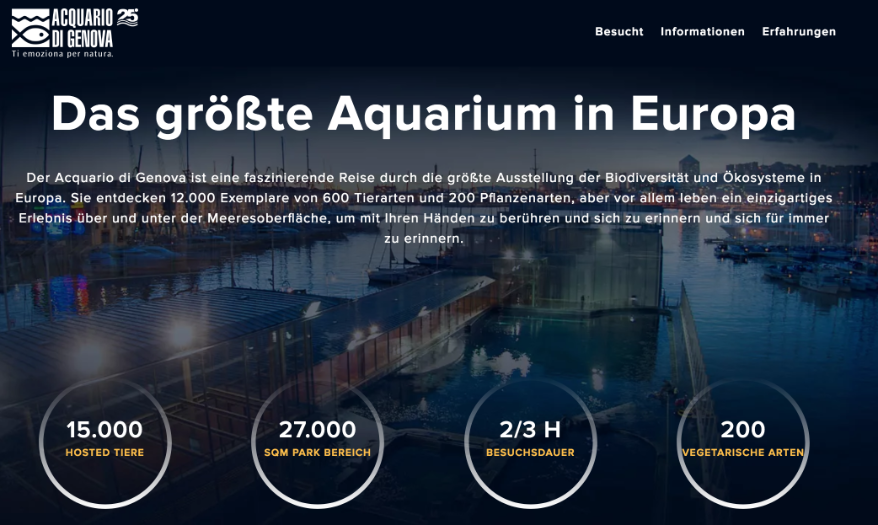 ACQUARIO 25°
DI GENOVA
Ti emoziona per natura.
Besucht Informationen Erfahrungen
Das größte Aquarium in Europa
Der Acquario di Genova ist eine faszinierende Reise durch die größte Ausstellung der Biodiversität und Ökosysteme in
Europa. Sie entdecken 12.000 Exemplare von 600 Tierarten und 200 Pflanzenarten, aber vor allem leben ein einzigartiges
Erlebnis über und unter der Meeresoberfläche, um mit Ihren Händen zu berühren und sich zu erinnern und sich für immer
zu erinnern.
15.000
HOSTED TIERE
27.000
SQM PARK BEREICH
2/3 H
BESUCHSDAUER
200
VEGETARISCHE ARTEN